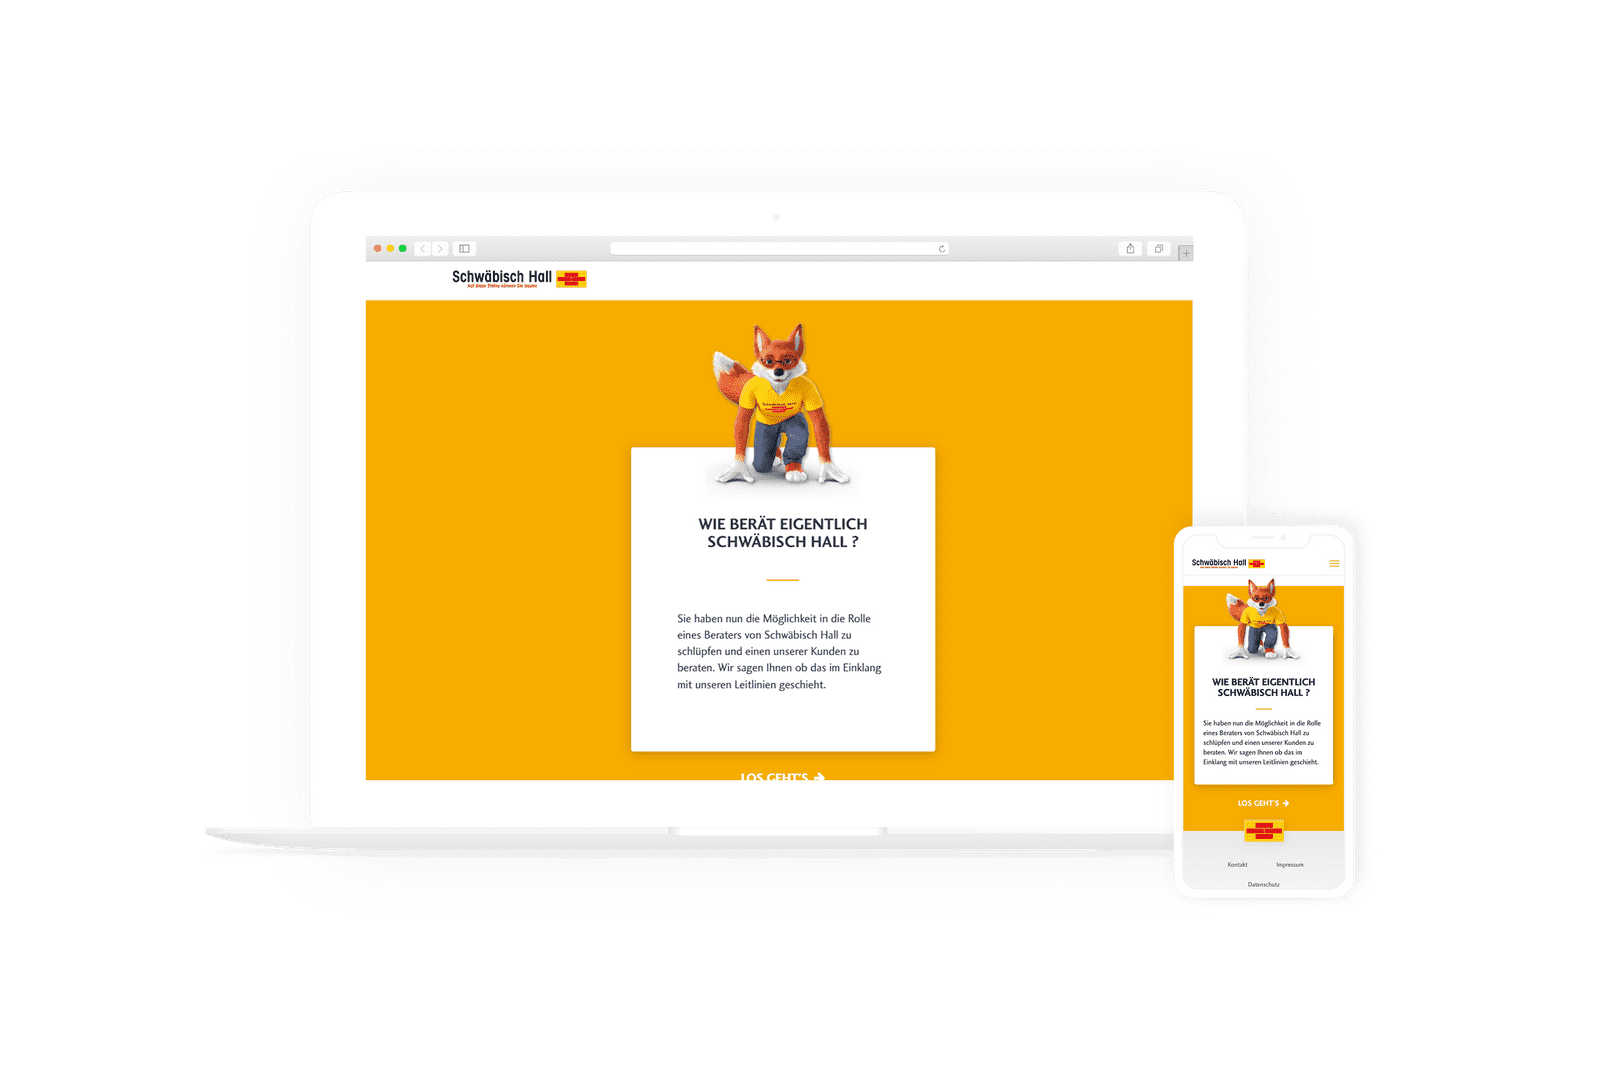 Schwäbisch Hall
Auf diese Steine können Sie bauen
WIE BERÄT EIGENTLICH
SCHWÄBISCH HALL ?
Sie haben nun die Möglichkeit in die Rolle
eines Beraters von Schwäbisch Hall zu
schlüpfen und einen unserer Kunden zu
beraten. Wir sagen Ihnen ob das im Einklang
mit unseren Leitlinien geschieht.
LOS GEHT'S →
Schwäbisch Hall
WIE BERÄT EIGENTLICH
SCHWÄBISCH HALL ?
Sie haben nun die Möglichkeit in die Rolle
eines Beraters von Schwäbisch Hall zu
schlüpfen und einen unserer Kunden zu
beraten. Wir sagen Ihnen ob das im
Einklang mit unseren Leitlinien geschieht.
LOS GEHT'S →
Kontakt Impressum
Datenschutz